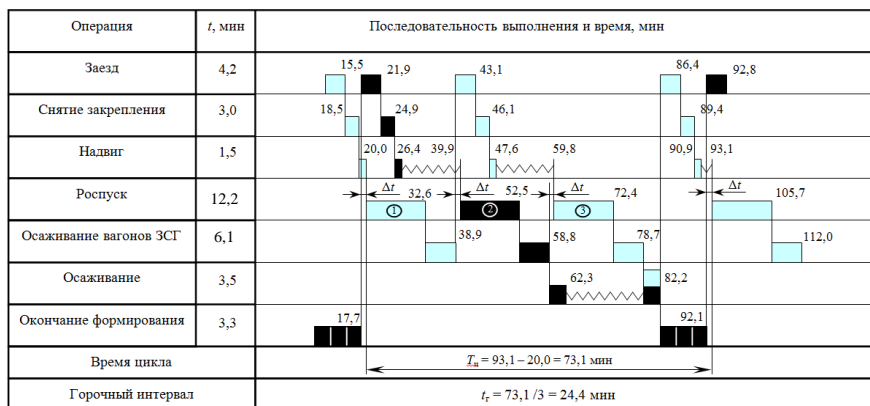 Операция t, мин Последовательность выполнения и время, мин
Заезд 4,2 15,5 21,9 43,1 86,4 92,8
Снятие закрепления 3,0 18,5 24,9 46,1 89,4
Надвиг 1,5 20,0 26,4 39,9 47,6 59,8 90,9 93,1
Роспуск 12,2 Δt 32,6 Δt 52,5 Δt 72,4 Δt 105,7
1 2 3
Осаживание вагонов ЗСГ 6,1 38,9 58,8 78,7 112,0
Осаживание 3,5 62,3 82,2
Окончание формирования 3,3 17,7 92,1
Время цикла Tц = 93,1 – 20,0 = 73,1 мин
Горочный интервал tг = 73,1 /3 = 24,4 мин